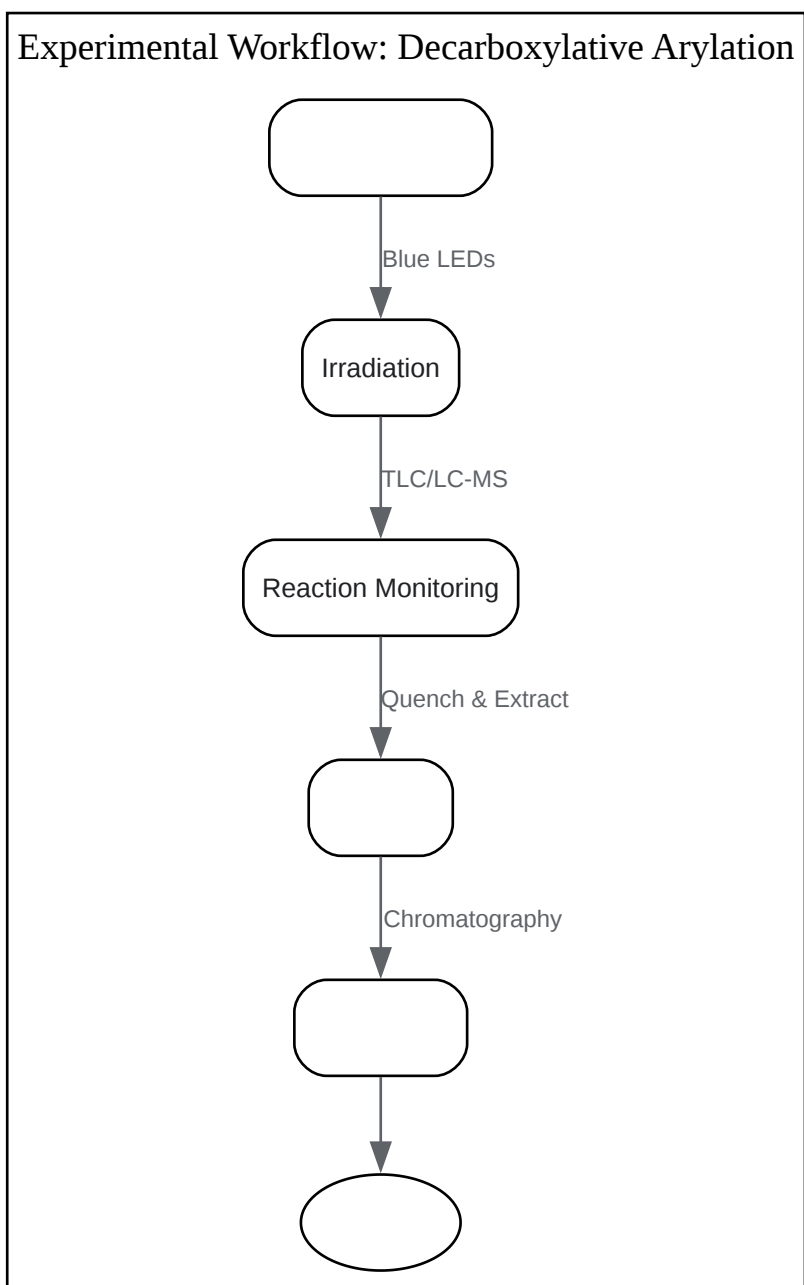 Experimental Workflow: Decarboxylative Arylation
Blue LEDs
Irradiation
TLC/LC-MS
Reaction Monitoring
Quench & Extract
Chromatography